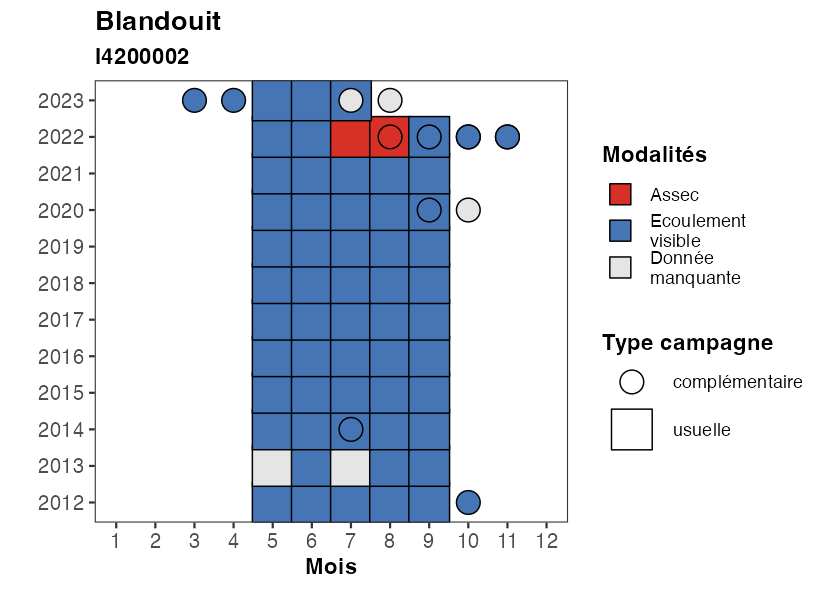 Blandouit
I4200002
2023
2022
2021
2020
2019
2018
2017
2016
2015
2014
2013
2012
1 2 3 4 5 6 7 8 9 10 11 12
Mois
Modalités
Assec
Ecoulement
visible
Donnée
manquante
Type campagne
complémentaire
usuelle